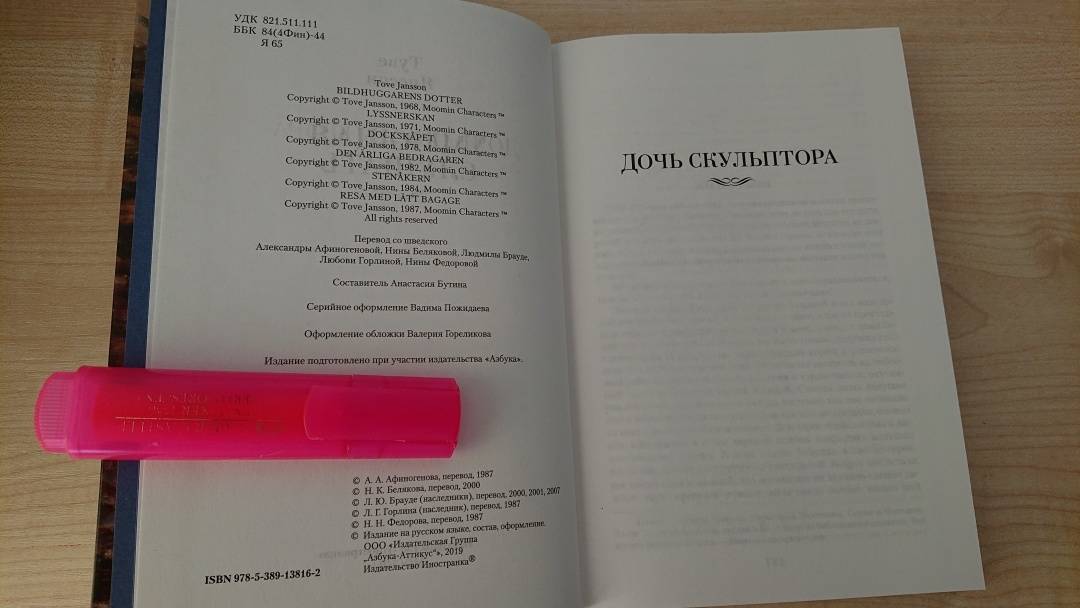 УДК 821.511.111
ББК 84(4Фин)-44
Я 65
Tove Jansson
BILDHUGGARENS DOTTER
Copyright © Tove Jansson, 1968, Moomin Characters ™
LYSSNERSKAN
Copyright © Tove Jansson, 1971, Moomin Characters ™
DOCKSKÅPET
Copyright © Tove Jansson, 1978, Moomin Characters ™
DEN ÄRLIGA BEDRAGAREN
Copyright © Tove Jansson, 1982, Moomin Characters ™
STENÅKERN
Copyright © Tove Jansson, 1984, Moomin Characters ™
RESA MED LÄTT BAGAGE
Copyright © Tove Jansson, 1987, Moomin Characters ™
All rights reserved
Перевод со шведского
Александры Афиногеновой, Нины Беляковой, Людмилы Брауде,
Любови Горлиной, Нины Федоровой
Составитель Анастасия Бутина
Серийное оформление Вадима Пожидаева
Оформление обложки Валерия Гореликова
Издание подготовлено при участии издательства «Азбука».
© А. А. Афиногенова, перевод, 1987
© Н. К. Белякова, перевод, 2000
© Л. Ю. Брауде (наследники), перевод, 2000, 2001, 2007
© Л. Г. Горлина (наследник), перевод, 1987
© Н. Н. Федорова, перевод, 1987
© Издание на русском языке, состав, оформление.
ООО «Издательская Группа
„Азбука-Аттикус“», 2019
Издательство Иностранка®
ISBN 978-5-389-13816-2
ДОЧЬ СКУЛЬПТОРА